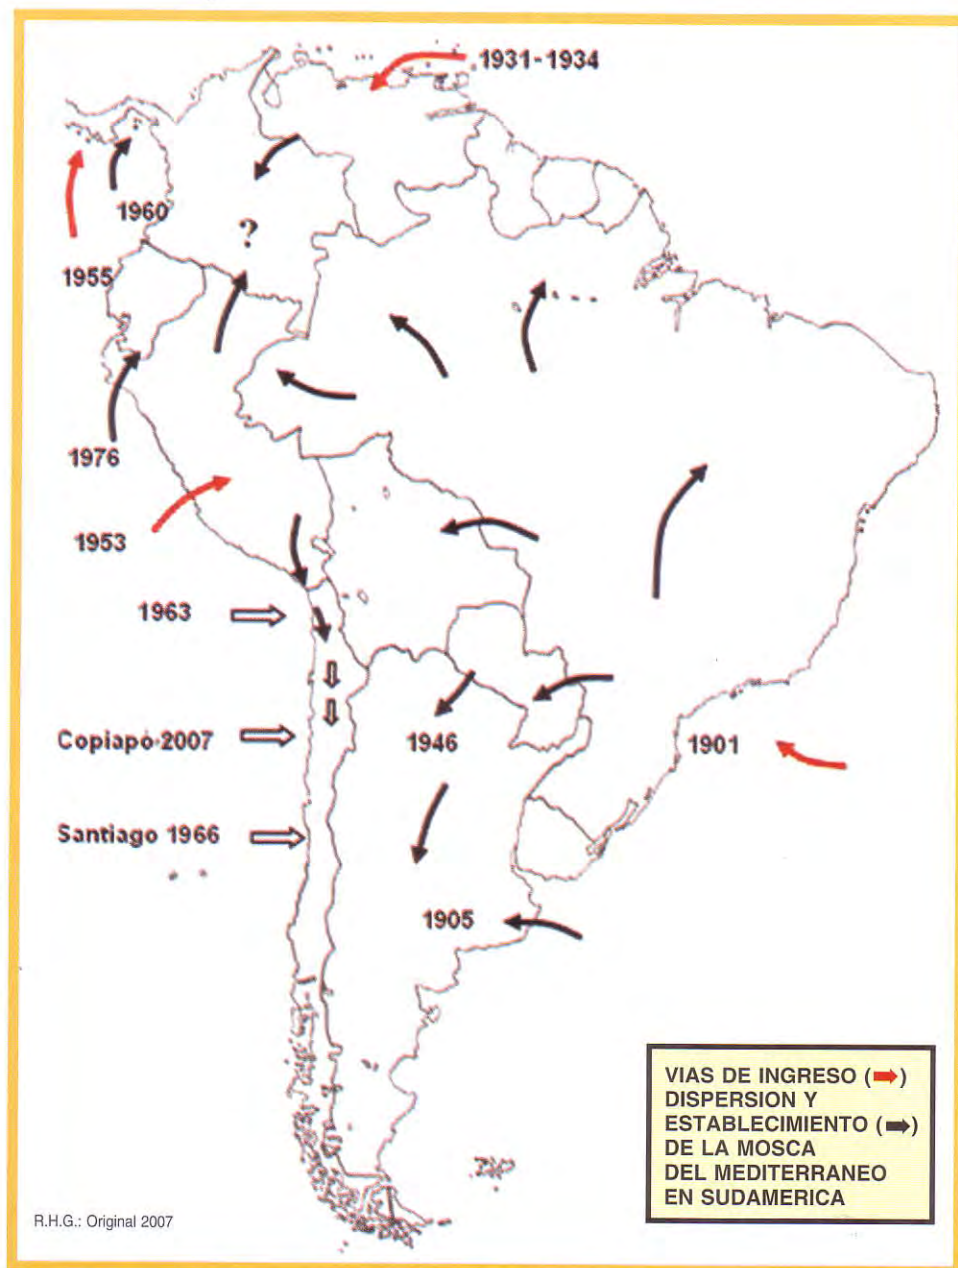 1931-1934
1960
?
1955
1976
1953
1963
Copiapó 2007
1946
1901
Santiago 1966
1905
VIAS DE INGRESO (➡)
DISPERSION Y
ESTABLECIMIENTO (➡)
DE LA MOSCA
DEL MEDITERRANEO
EN SUDAMERICA
R.H.G.: Original 2007